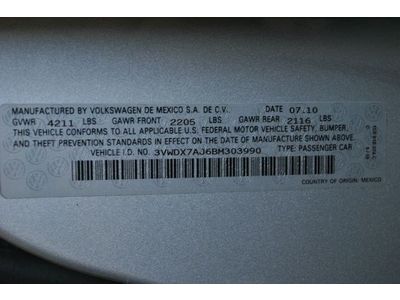 MANUFACTURED BY VOLKSWAGEN DE MEXICO S.A. DE C.V. 07.10
GVWR 4211 LBS GAWR FRONT 2205 LBS GAWR REAR 2116 LBS
THIS VEHICLE CONFORMS TO ALL APPLICABLE U.S. FEDERAL MOTOR VEHICLE SAFETY, BUMPER,
AND THEFT PREVENTION STANDARDS IN EFFECT ON THE DATE OF MANUFACTURE SHOWN ABOVE.
VEHICLE I.D. NO. 3VWDX7AJ6BM303990 TYPE: PASSENGER CAR
COUNTRY OF ORIGIN: MEXICO